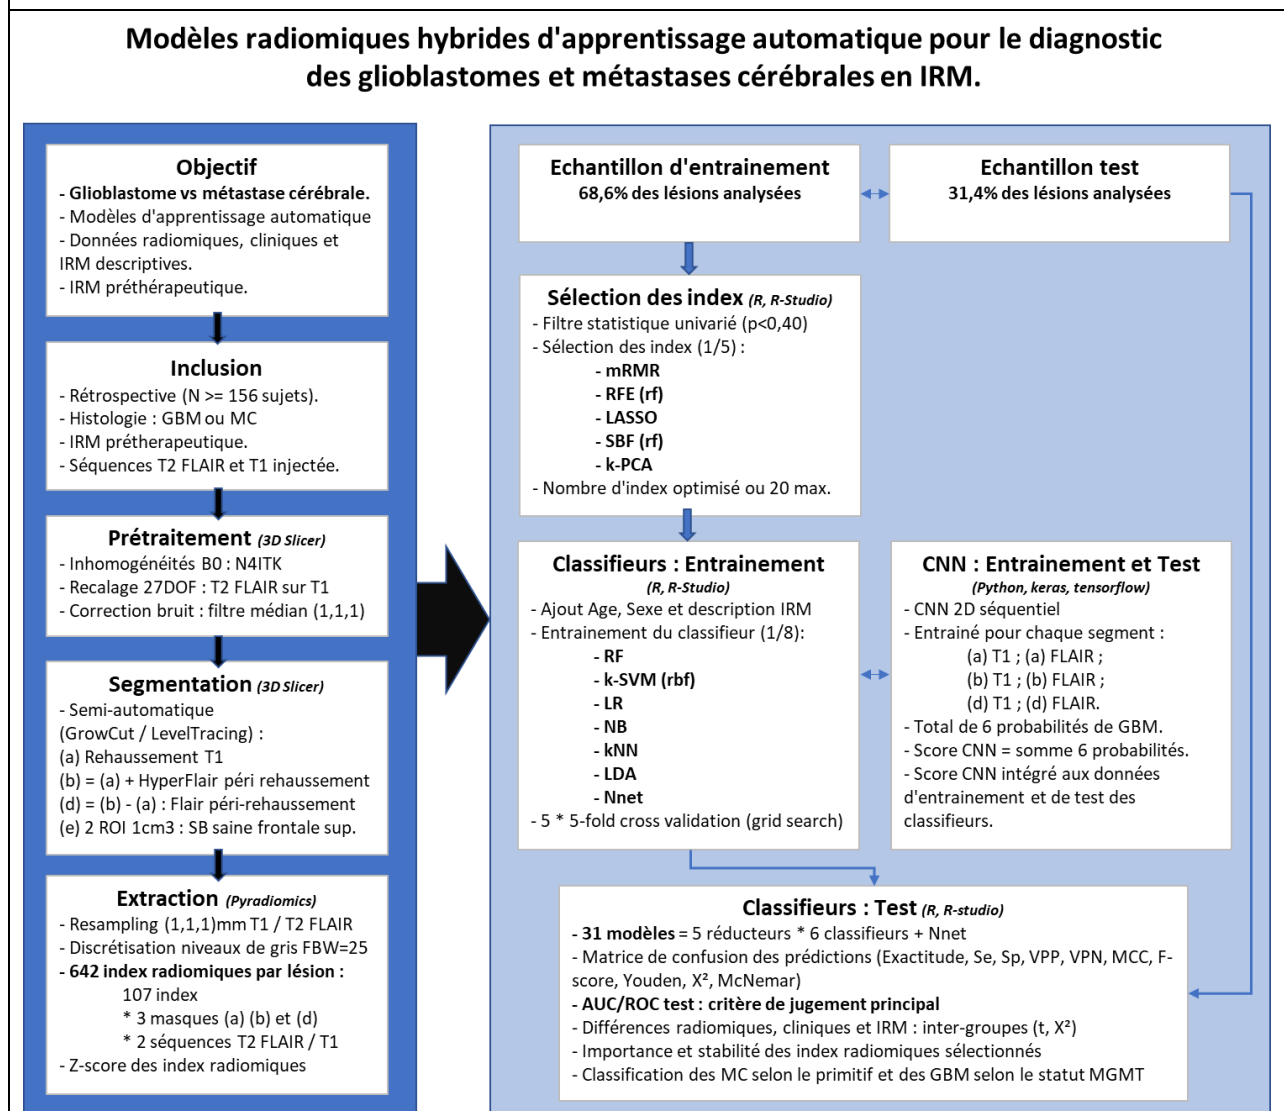 Modèles radiomiques hybrides d'apprentissage automatique pour le diagnostic
des glioblastomes et métastases cérébrales en IRM.
Objectif
- Glioblastome vs métastase cérébrale.
- Modèles d'apprentissage automatique
- Données radiomiques, cliniques et
IRM descriptives.
- IRM préthérapeutique.
Inclusion
- Rétrospective (N >= 156 sujets).
- Histologie : GBM ou MC
- IRM prétherapeutique.
- Séquences T2 FLAIR et T1 injectée.
Prétraitement (3D Slicer)
- Inhomogénéités B0 : N4ITK
- Recalage 27DOF : T2 FLAIR sur T1
- Correction bruit : filtre médian (1,1,1)
Segmentation (3D Slicer)
- Semi-automatique
(GrowCut / LevelTracing) :
(a) Rehaussement T1
(b) = (a) + HyperFlair péri rehaussement
(d) = (b) - (a) : Flair péri-rehaussement
(e) 2 ROI 1cm3 : SB saine frontale sup.
Extraction (Pyradiomics)
- Resampling (1,1,1)mm T1 / T2 FLAIR
- Discrétisation niveaux de gris FBW=25
- 642 index radiomiques par lésion :
107 index
* 3 masques (a) (b) et (d)
* 2 séquences T2 FLAIR / T1
- Z-score des index radiomiques
Echantillon d'entrainement
68,6% des lésions analysées
Echantillon test
31,4% des lésions analysées
Sélection des index (R, R-Studio)
- Filtre statistique univarié (p<0,40)
- Sélection des index (1/5) :
- mRMR
- RFE (rf)
- LASSO
- SBF (rf)
- k-PCA
- Nombre d'index optimisé ou 20 max.
Classifieurs : Entrainement
(R, R-Studio)
- Ajout Age, Sexe et description IRM
- Entrainement du classifieur (1/8):
- RF
- k-SVM (rbf)
- LR
- NB
- kNN
- LDA
- Nnet
- 5 * 5-fold cross validation (grid search)
CNN : Entrainement et Test
(Python, keras, tensorflow)
- CNN 2D séquentiel
- Entrainé pour chaque segment :
(a) T1 ; (a) FLAIR ;
(b) T1 ; (b) FLAIR ;
(d) T1 ; (d) FLAIR.
- Total de 6 probabilités de GBM.
- Score CNN = somme 6 probabilités.
- Score CNN intégré aux données
d'entrainement et de test des
classifieurs.
Classifieurs : Test (R, R-studio)
- 31 modèles = 5 réducteurs * 6 classifieurs + Nnet
- Matrice de confusion des prédictions (Exactitude, Se, Sp, VPP, VPN, MCC, F-
score, Youden, X², McNemar)
- AUC/ROC test : critère de jugement principal
- Différences radiomiques, cliniques et IRM : inter-groupes (t, X²)
- Importance et stabilité des index radiomiques sélectionnés
- Classification des MC selon le primitif et des GBM selon le statut MGMT